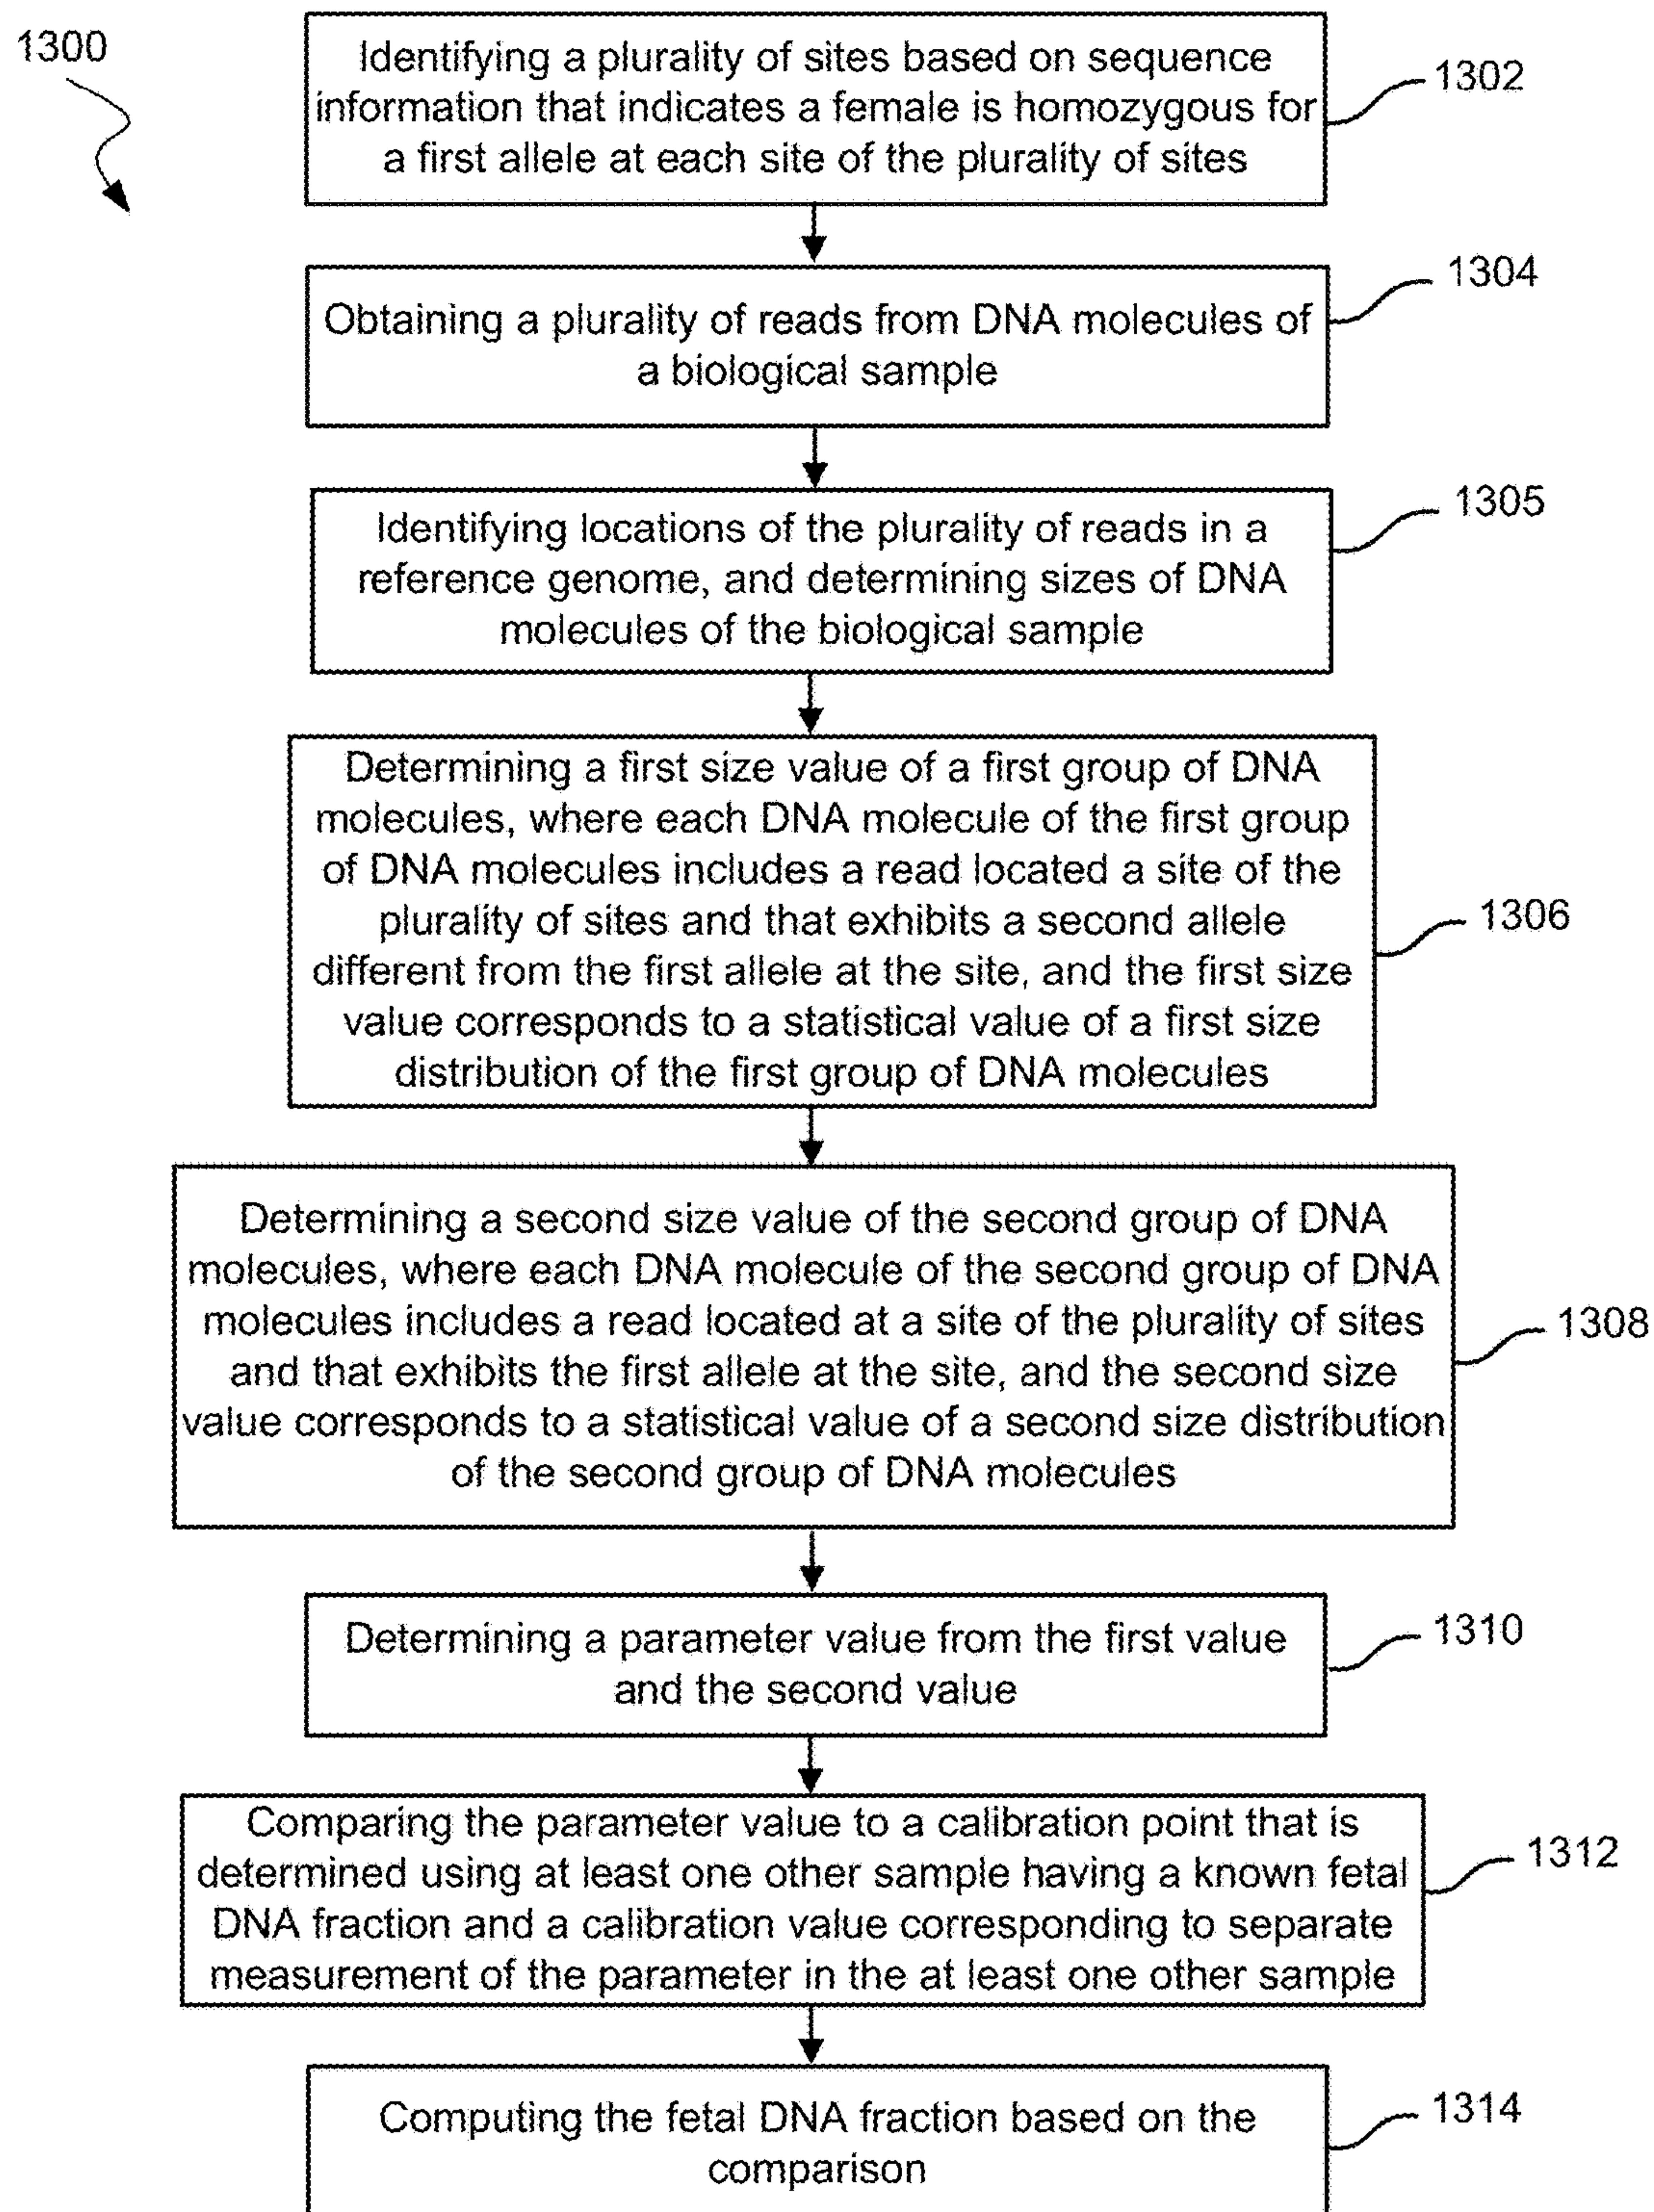 1300
Identifying a plurality of sites based on sequence
information that indicates a female is homozygous for
a first allele at each site of the plurality of sites
1302
Obtaining a plurality of reads from DNA molecules of
a biological sample
1304
Identifying locations of the plurality of reads in a
reference genome, and determining sizes of DNA
molecules of the biological sample
1305
Determining a first size value of a first group of DNA
molecules, where each DNA molecule of the first group
of DNA molecules includes a read located a site of the
plurality of sites and that exhibits a second allele
different from the first allele at the site, and the first size
value corresponds to a statistical value of a first size
distribution of the first group of DNA molecules
1306
Determining a second size value of the second group of DNA
molecules, where each DNA molecule of the second group of DNA
molecules includes a read located at a site of the plurality of sites
and that exhibits the first allele at the site, and the second size
value corresponds to a statistical value of a second size distribution
of the second group of DNA molecules
1308
Determining a parameter value from the first value
and the second value
1310
Comparing the parameter value to a calibration point that is
determined using at least one other sample having a known fetal
DNA fraction and a calibration value corresponding to separate
measurement of the parameter in the at least one other sample
1312
Computing the fetal DNA fraction based on the
comparison
1314